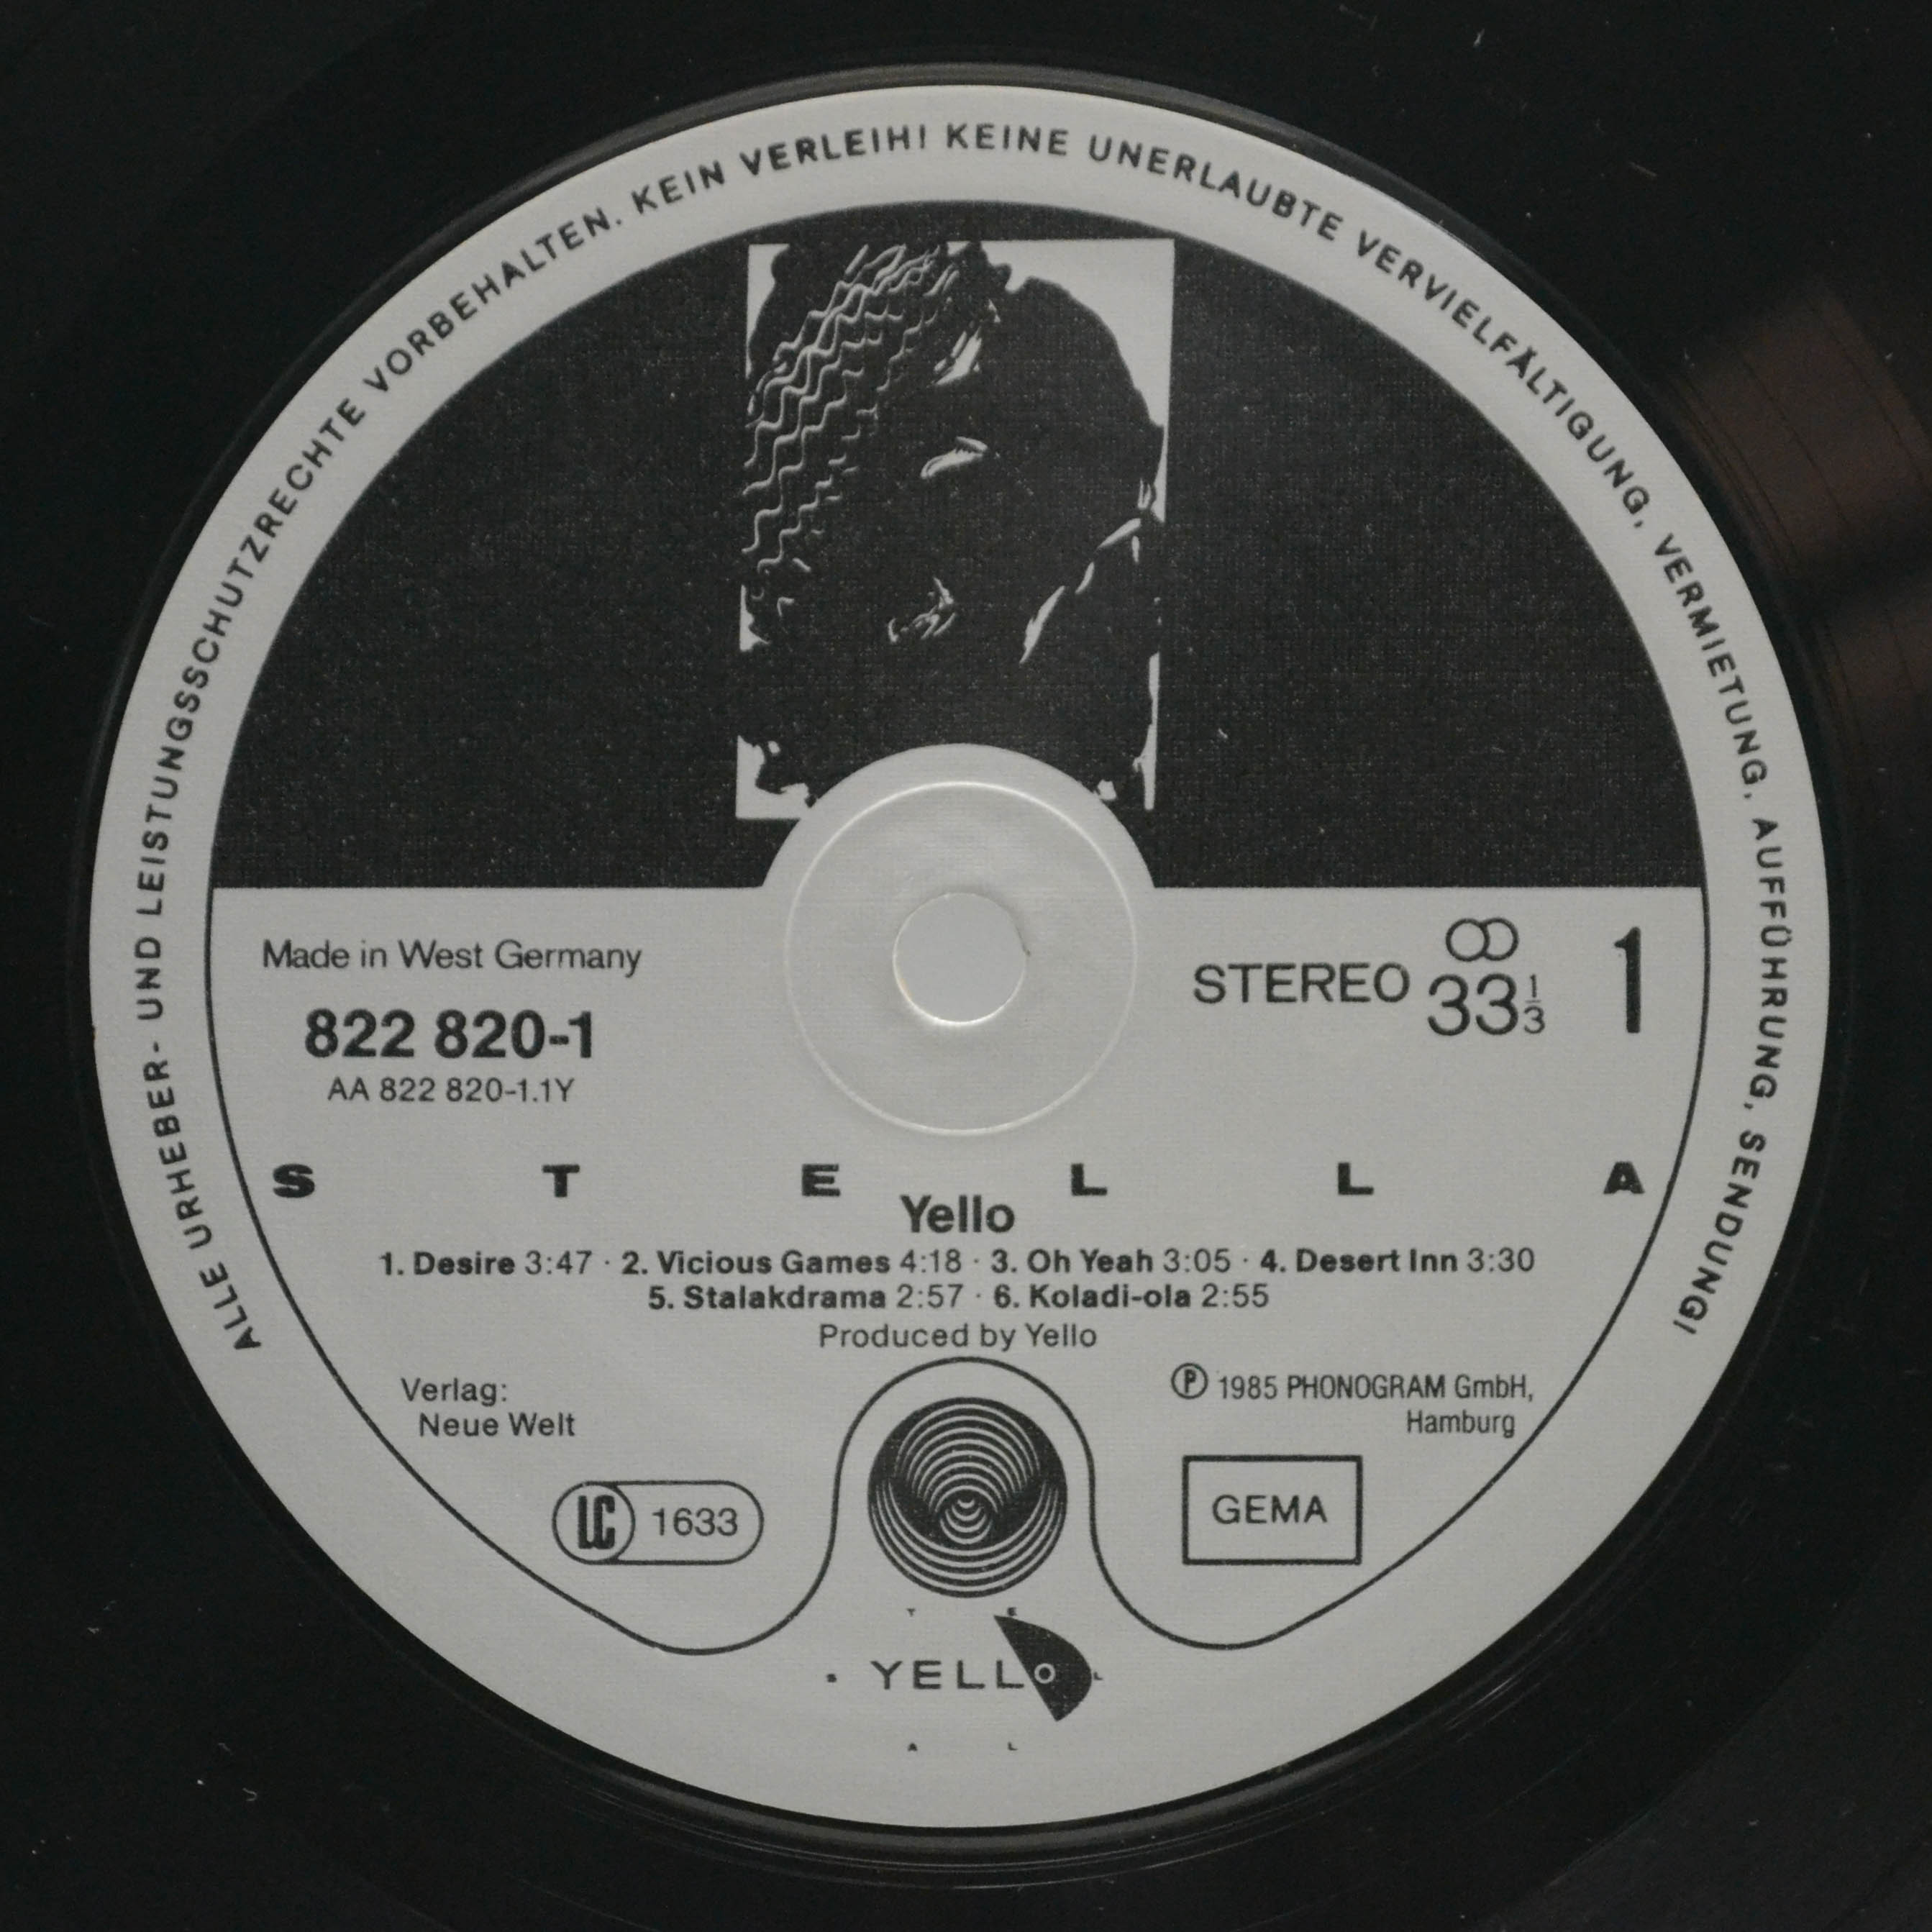 ALLE URHEBER- UND LEISTUNGSSCHUTZRECHTE VORBEHALTEN. KEIN VERLEIH! KEINE UNERLAUBTE VERVIELFÄLTIGUNG, VERMIETUNG, AUFFÜHRUNG, SENDUNG!
Made in West Germany
822 820-1
AA 822 820-1.1Y
STEREO 33 1/3
1
S T E L L A
Yello
1. Desire 3:47 · 2. Vicious Games 4:18 · 3. Oh Yeah 3:05 · 4. Desert Inn 3:30
5. Stalakdrama 2:57 · 6. Koladi-ola 2:55
Produced by Yello
Verlag:
Neue Welt
℗ 1985 PHONOGRAM GmbH,
Hamburg
LC 1633
GEMA
T E
S YELLO L
A L